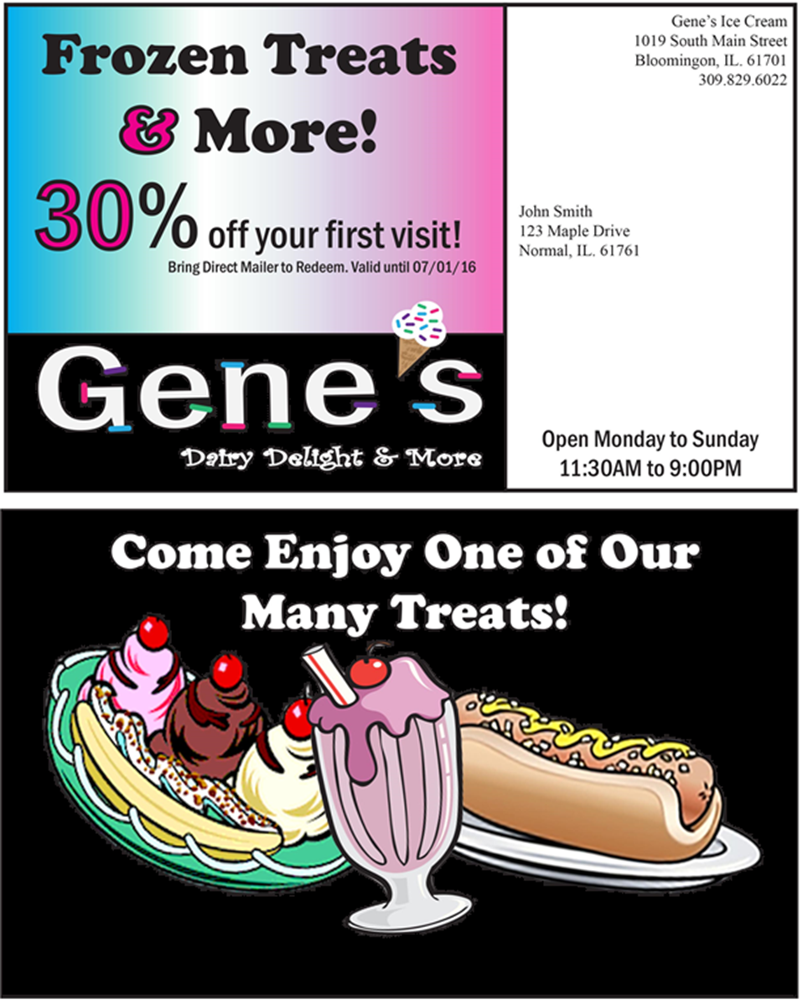 Frozen Treats
& More!
30% off your first visit!
Bring Direct Mailer to Redeem. Valid until 07/01/16
Gene's
Dairy Delight & More
Gene's Ice Cream
1019 South Main Street
Bloomingon, IL. 61701
309.829.6022
John Smith
123 Maple Drive
Normal, IL. 61761
Open Monday to Sunday
11:30AM to 9:00PM
Come Enjoy One of Our
Many Treats!